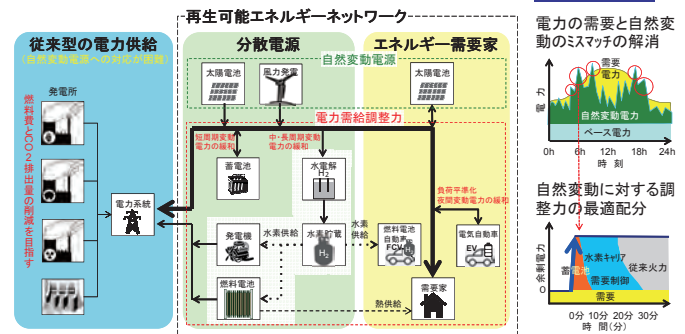 再生可能エネルギーネットワーク
従来型の電力供給
(自然変動電源への対応が困難)
発電所
燃料費とCO2排出量の削減を目指す
電力系統
分散電源
エネルギー需要家
自然変動電源
太陽電池
風力発電
太陽電池
電力需給調整力
短周期変動
電力の緩和
中・長周期変動
電力の緩和
蓄電池
水電解
H2
負荷平準化
夜間変動電力の緩和
発電機
水素供給
水素貯蔵
H2
水素
供給
燃料電池
自動車
FCV
H2
電気自動車
EV
燃料電池
熱供給
需要家
電力の需要と自然変
動のミスマッチの解消
電力
需要
電力
自然変動電力
ベース電力
0h 6h 12h 18h 24h
時 刻
自然変動に対する調
整力の最適配分
余剰電力
0
蓄電池
水素キャリア
需要制御
従来火力
需要
0分 10分 20分 30分
時 間(分)